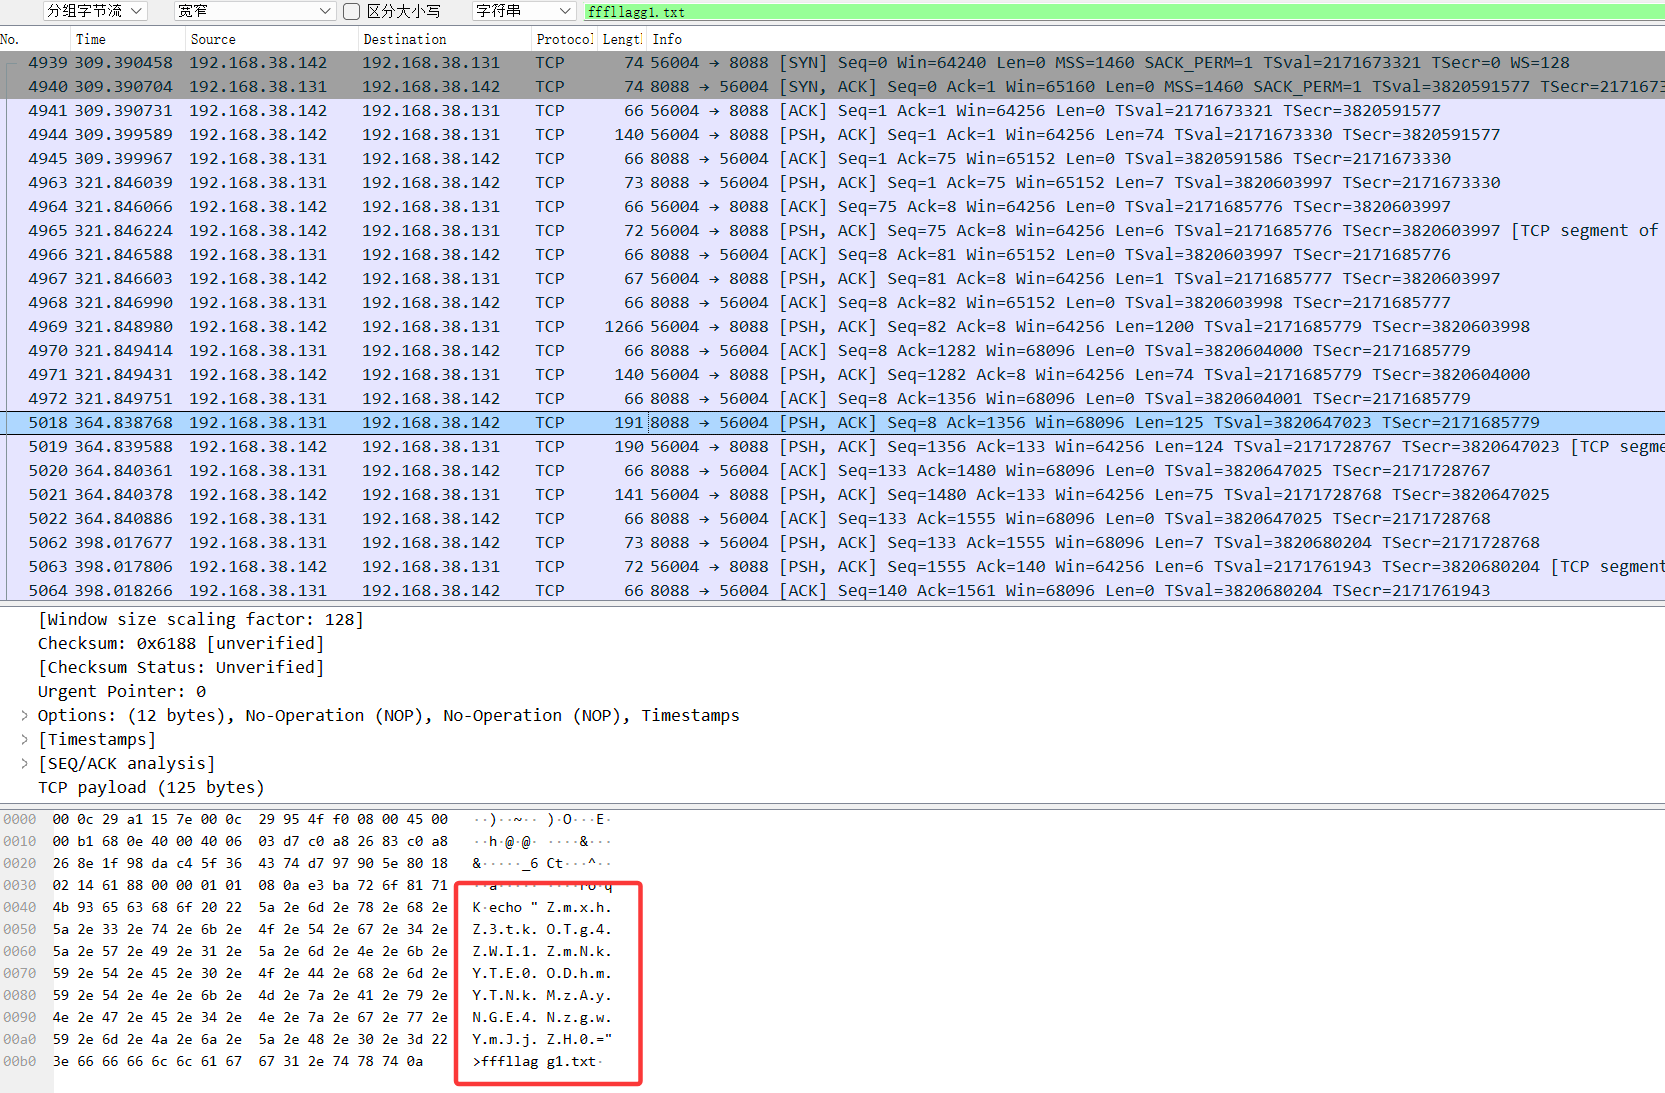 分组字节流 宽窄 区分大小写 字符串 fffllagg1.txt
No. Time Source Destination Protocol Length Info
4939 309.390458 192.168.38.142 192.168.38.131 TCP 74 56004 → 8088 [SYN] Seq=0 Win=64240 Len=0 MSS=1460 SACK_PERM=1 TSval=2171673321 TSecr=0 WS=128
4940 309.390704 192.168.38.131 192.168.38.142 TCP 74 8088 → 56004 [SYN, ACK] Seq=0 Ack=1 Win=65160 Len=0 MSS=1460 SACK_PERM=1 TSval=3820591577 TSecr=2171673
4941 309.390731 192.168.38.142 192.168.38.131 TCP 66 56004 → 8088 [ACK] Seq=1 Ack=1 Win=64256 Len=0 TSval=2171673321 TSecr=3820591577
4944 309.399589 192.168.38.142 192.168.38.131 TCP 140 56004 → 8088 [PSH, ACK] Seq=1 Ack=1 Win=64256 Len=74 TSval=2171673330 TSecr=3820591577
4945 309.399967 192.168.38.131 192.168.38.142 TCP 66 8088 → 56004 [ACK] Seq=1 Ack=75 Win=65152 Len=0 TSval=3820591586 TSecr=2171673330
4963 321.846039 192.168.38.131 192.168.38.142 TCP 73 8088 → 56004 [PSH, ACK] Seq=1 Ack=75 Win=65152 Len=7 TSval=3820603997 TSecr=2171673330
4964 321.846066 192.168.38.142 192.168.38.131 TCP 66 56004 → 8088 [ACK] Seq=75 Ack=8 Win=64256 Len=0 TSval=2171685776 TSecr=3820603997
4965 321.846224 192.168.38.142 192.168.38.131 TCP 72 56004 → 8088 [PSH, ACK] Seq=75 Ack=8 Win=64256 Len=6 TSval=2171685776 TSecr=3820603997 [TCP segment of
4966 321.846588 192.168.38.131 192.168.38.142 TCP 66 8088 → 56004 [ACK] Seq=8 Ack=81 Win=65152 Len=0 TSval=3820603997 TSecr=2171685776
4967 321.846603 192.168.38.142 192.168.38.131 TCP 67 56004 → 8088 [PSH, ACK] Seq=81 Ack=8 Win=64256 Len=1 TSval=2171685777 TSecr=3820603997
4968 321.846990 192.168.38.131 192.168.38.142 TCP 66 8088 → 56004 [ACK] Seq=8 Ack=82 Win=65152 Len=0 TSval=3820603998 TSecr=2171685777
4969 321.848980 192.168.38.142 192.168.38.131 TCP 1266 56004 → 8088 [PSH, ACK] Seq=82 Ack=8 Win=64256 Len=1200 TSval=2171685779 TSecr=3820603998
4970 321.849414 192.168.38.131 192.168.38.142 TCP 66 8088 → 56004 [ACK] Seq=8 Ack=1282 Win=68096 Len=0 TSval=3820604000 TSecr=2171685779
4971 321.849431 192.168.38.142 192.168.38.131 TCP 140 56004 → 8088 [PSH, ACK] Seq=1282 Ack=8 Win=64256 Len=74 TSval=2171685779 TSecr=3820604000
4972 321.849751 192.168.38.131 192.168.38.142 TCP 66 8088 → 56004 [ACK] Seq=8 Ack=1356 Win=68096 Len=0 TSval=3820604001 TSecr=2171685779
5018 364.838768 192.168.38.131 192.168.38.142 TCP 191 8088 → 56004 [PSH, ACK] Seq=8 Ack=1356 Win=68096 Len=125 TSval=3820647023 TSecr=2171685779
5019 364.839588 192.168.38.142 192.168.38.131 TCP 190 56004 → 8088 [PSH, ACK] Seq=1356 Ack=133 Win=64256 Len=124 TSval=2171728767 TSecr=3820647023 [TCP segme
5020 364.840361 192.168.38.131 192.168.38.142 TCP 66 8088 → 56004 [ACK] Seq=133 Ack=1480 Win=68096 Len=0 TSval=3820647025 TSecr=2171728767
5021 364.840378 192.168.38.142 192.168.38.131 TCP 141 56004 → 8088 [PSH, ACK] Seq=1480 Ack=133 Win=64256 Len=75 TSval=2171728768 TSecr=3820647025
5022 364.840886 192.168.38.131 192.168.38.142 TCP 66 8088 → 56004 [ACK] Seq=133 Ack=1555 Win=68096 Len=0 TSval=3820647025 TSecr=2171728768
5062 398.017677 192.168.38.131 192.168.38.142 TCP 73 8088 → 56004 [PSH, ACK] Seq=133 Ack=1555 Win=68096 Len=7 TSval=3820680204 TSecr=2171728768
5063 398.017806 192.168.38.142 192.168.38.131 TCP 72 56004 → 8088 [PSH, ACK] Seq=1555 Ack=140 Win=64256 Len=6 TSval=2171761943 TSecr=3820680204 [TCP segment
5064 398.018266 192.168.38.131 192.168.38.142 TCP 66 8088 → 56004 [ACK] Seq=140 Ack=1561 Win=68096 Len=0 TSval=3820680204 TSecr=2171761943
[Window size scaling factor: 128]
Checksum: 0x6188 [unverified]
[Checksum Status: Unverified]
Urgent Pointer: 0
> Options: (12 bytes), No-Operation (NOP), No-Operation (NOP), Timestamps
> [Timestamps]
> [SEQ/ACK analysis]
TCP payload (125 bytes)
0000 00 0c 29 a1 15 7e 00 0c 29 95 4f f0 08 00 45 00 ··)··~·· )·O···E·
0010 00 b1 68 0e 40 00 40 06 03 d7 c0 a8 26 83 c0 a8 ··h·@·@· ····&···
0020 26 8e 1f 98 da c4 5f 36 43 74 d7 97 90 5e 80 18 &·····_6 Ct···^··
0030 02 14 61 88 00 00 01 01 08 0a e3 ba 72 6f 81 71 ··a····· ····ro·q
0040 4b 93 65 63 68 6f 20 22 5a 2e 6d 2e 78 2e 68 2e K·echo " Z.m.x.h.
0050 5a 2e 33 2e 74 2e 6b 2e 4f 2e 54 2e 67 2e 34 2e Z.3.t.k. O.T.g.4.
0060 5a 2e 57 2e 49 2e 31 2e 5a 2e 6d 2e 4e 2e 6b 2e Z.W.I.1. Z.m.N.k.
0070 59 2e 54 2e 45 2e 30 2e 4f 2e 44 2e 68 2e 6d 2e Y.T.E.0. O.D.h.m.
0080 59 2e 54 2e 4e 2e 6b 2e 4d 2e 7a 2e 41 2e 79 2e Y.T.N.k. M.z.A.y.
0090 4e 2e 47 2e 45 2e 34 2e 4e 2e 7a 2e 67 2e 77 2e N.G.E.4. N.z.g.w.
00a0 59 2e 6d 2e 4a 2e 6a 2e 5a 2e 48 2e 30 2e 3d 22 Y.m.J.j. Z.H.0.="
00b0 3e 66 66 66 6c 6c 61 67 67 31 2e 74 78 74 0a >fffllag g1.txt·